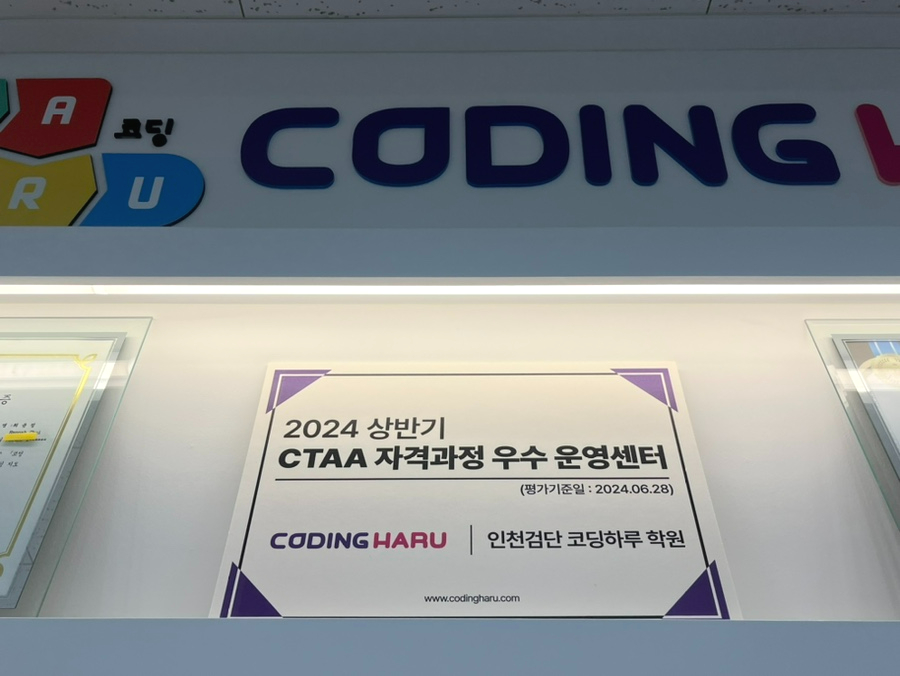 A
코딩
RU
CODING
2024 상반기
CTAA 자격과정 우수 운영센터
(평가기준일 : 2024.06.28)
CODING HARU | 인천검단 코딩하루 학원
www.codingharu.com